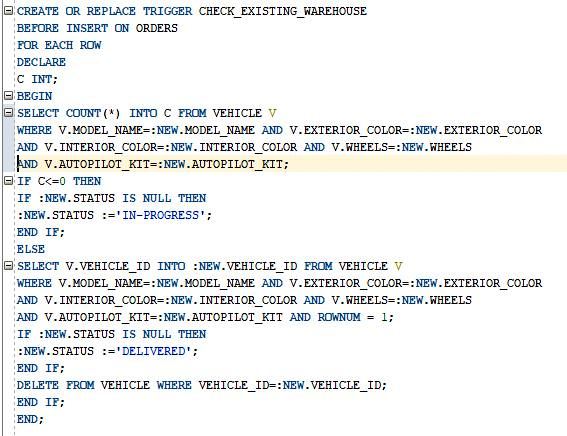 CREATE OR REPLACE TRIGGER CHECK_EXISTING_WAREHOUSE
BEFORE INSERT ON ORDERS
FOR EACH ROW
DECLARE
C INT;
BEGIN
SELECT COUNT(*) INTO C FROM VEHICLE V
WHERE V.MODEL_NAME=:NEW.MODEL_NAME AND V.EXTERIOR_COLOR=:NEW.EXTERIOR_COLOR
AND V.INTERIOR_COLOR=:NEW.INTERIOR_COLOR AND V.WHEELS=:NEW.WHEELS
AND V.AUTOPILOT_KIT=:NEW.AUTOPILOT_KIT;
IF C<=0 THEN
IF :NEW.STATUS IS NULL THEN
:NEW.STATUS :='IN-PROGRESS';
END IF;
ELSE
SELECT V.VEHICLE_ID INTO :NEW.VEHICLE_ID FROM VEHICLE V
WHERE V.MODEL_NAME=:NEW.MODEL_NAME AND V.EXTERIOR_COLOR=:NEW.EXTERIOR_COLOR
AND V.INTERIOR_COLOR=:NEW.INTERIOR_COLOR AND V.WHEELS=:NEW.WHEELS
AND V.AUTOPILOT_KIT=:NEW.AUTOPILOT_KIT AND ROWNUM = 1;
IF :NEW.STATUS IS NULL THEN
:NEW.STATUS :='DELIVERED';
END IF;
DELETE FROM VEHICLE WHERE VEHICLE_ID=:NEW.VEHICLE_ID;
END IF;
END;